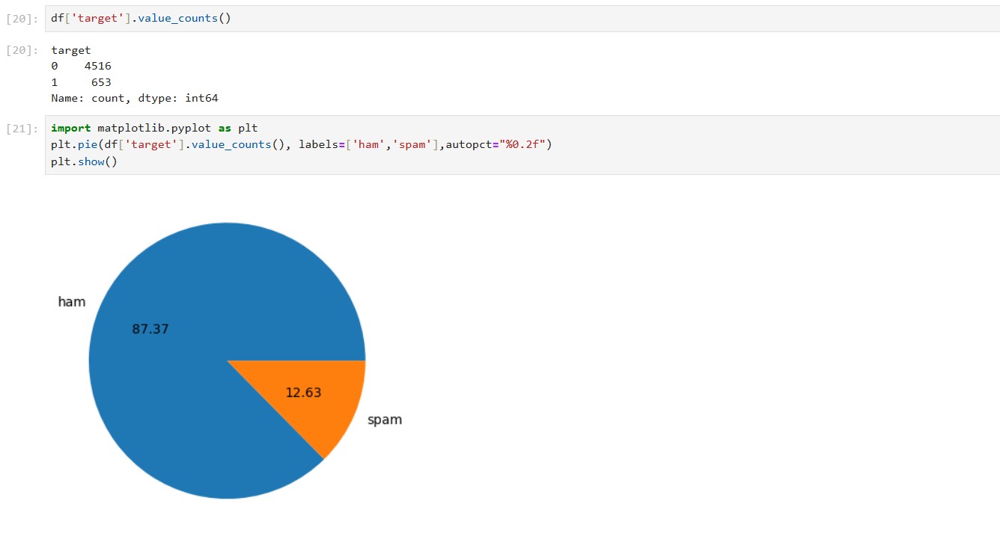 [20]: df['target'].value_counts()
[20]: target
0    4516
1     653
Name: count, dtype: int64
[21]: import matplotlib.pyplot as plt
plt.pie(df['target'].value_counts(), labels=['ham','spam'],autopct="%0.2f")
plt.show()
ham
87.37
12.63
spam